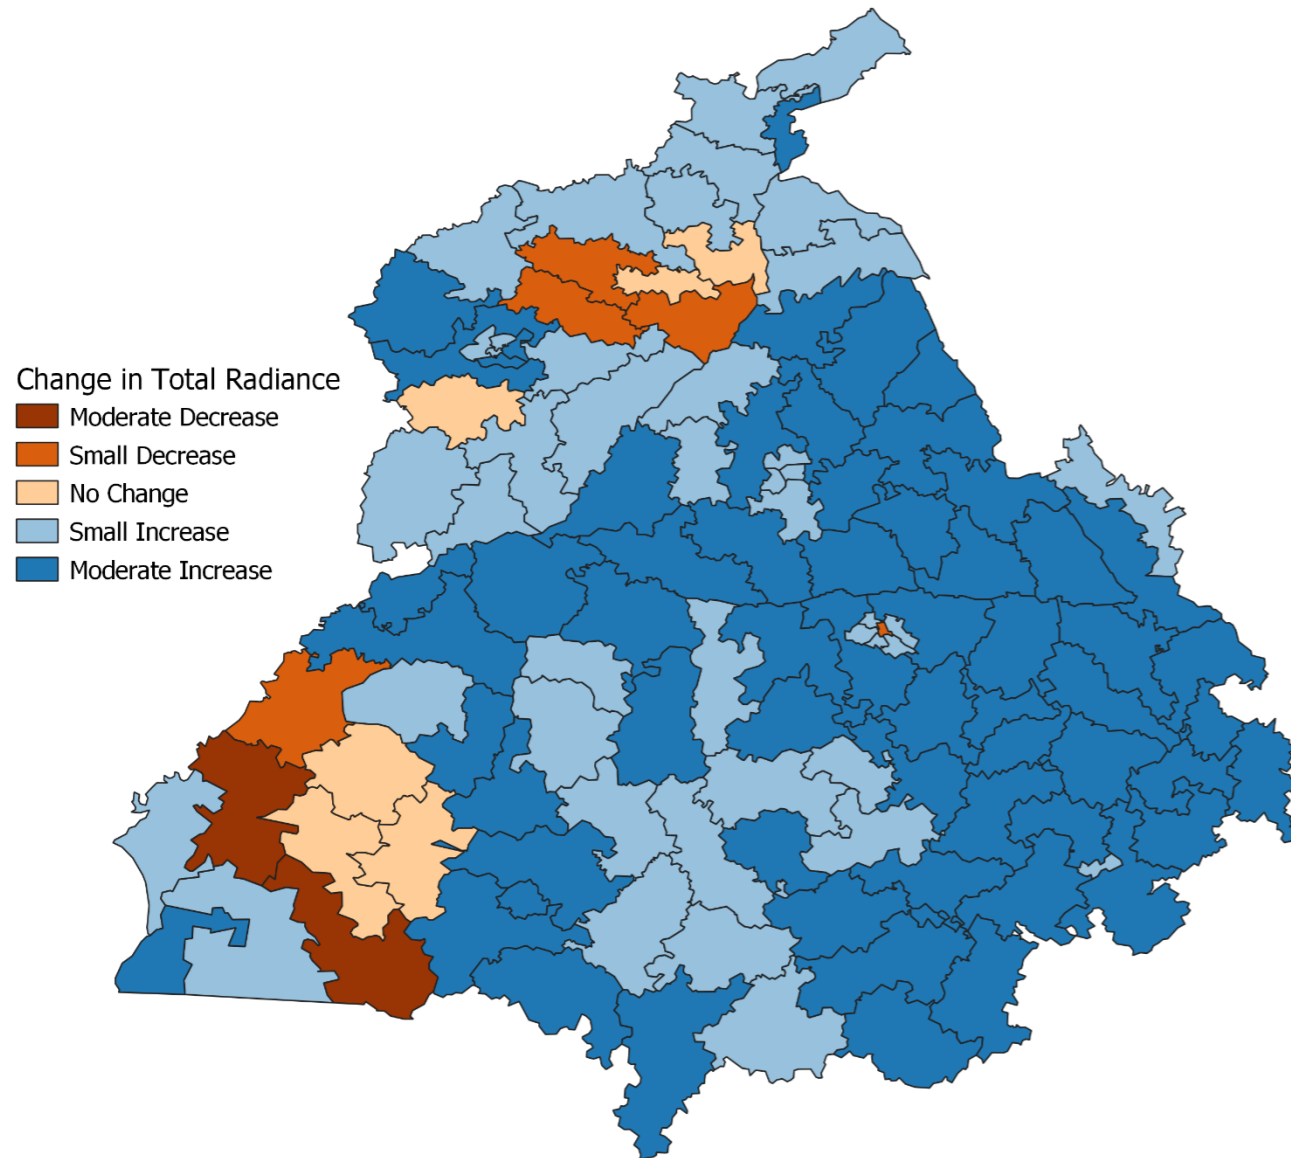 Change in Total Radiance
Moderate Decrease
Small Decrease
No Change
Small Increase
Moderate Increase